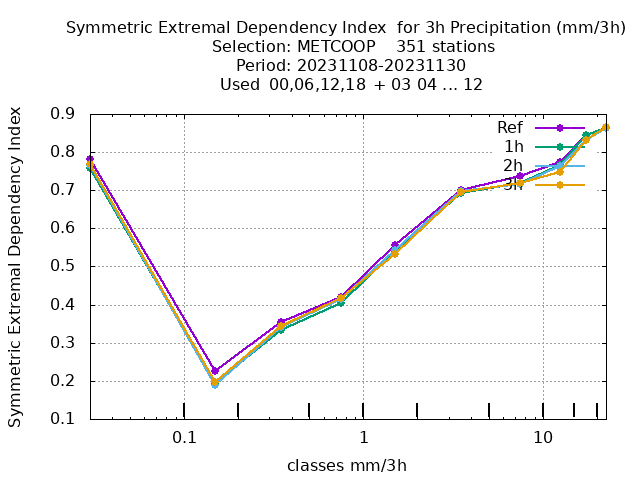 Symmetric Extremal Dependency Index  for 3h Precipitation (mm/3h)
Selection: METCOOP    351 stations
Period: 20231108-20231130
Used  00,06,12,18  + 03 04 ... 12
Symmetric Extremal Dependency Index
0.9
0.8
0.7
0.6
0.5
0.4
0.3
0.2
0.1
Ref
1h
2h
3h
0.1
1
10
classes mm/3h